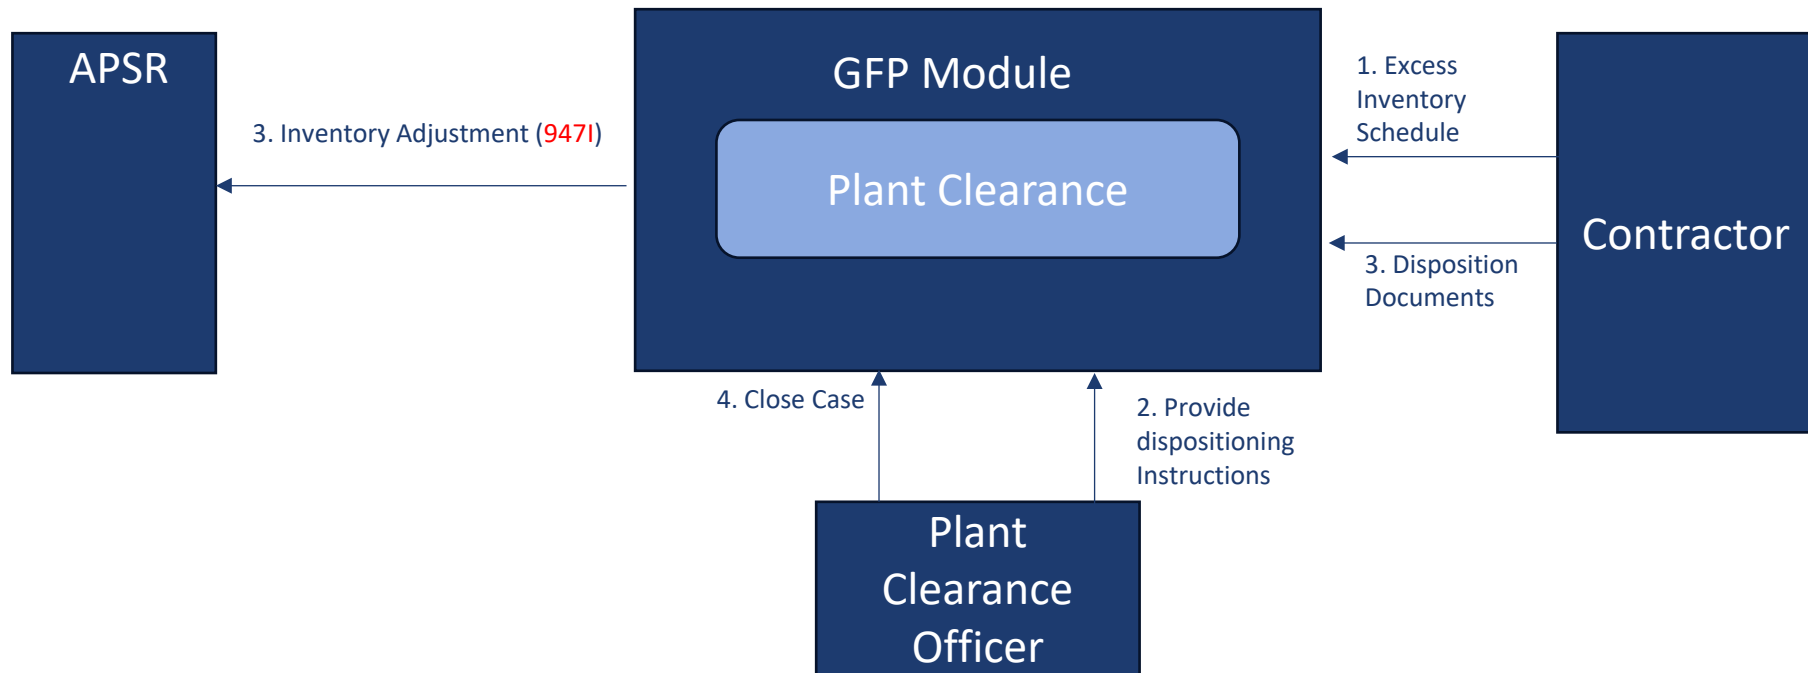 APSR
3. Inventory Adjustment (947I)
GFP Module
Plant Clearance
1. Excess
Inventory
Schedule
3. Disposition
Documents
Contractor
4. Close Case
2. Provide
dispositioning
Instructions
Plant
Clearance
Officer